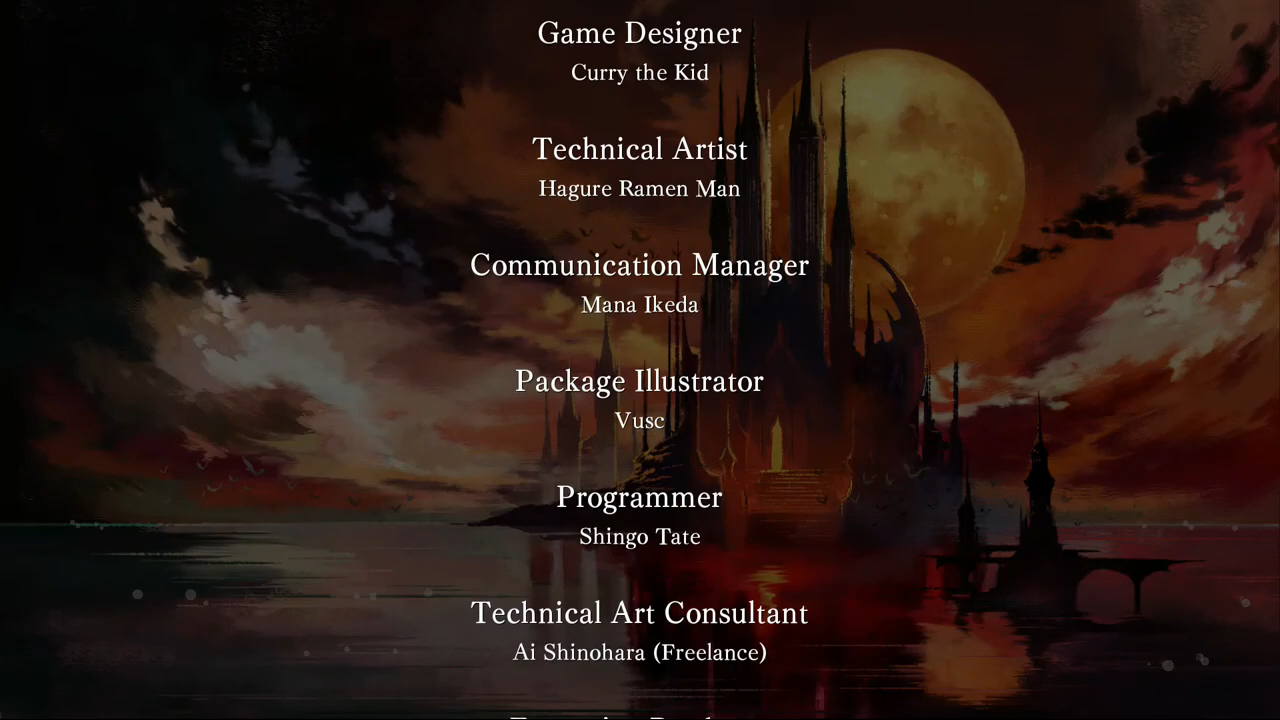 Game Designer
Curry the Kid
Technical Artist
Hagure Ramen Man
Communication Manager
Mana Ikeda
Package Illustrator
Vusc
Programmer
Shingo Tate
Technical Art Consultant
Ai Shinohara (Freelance)